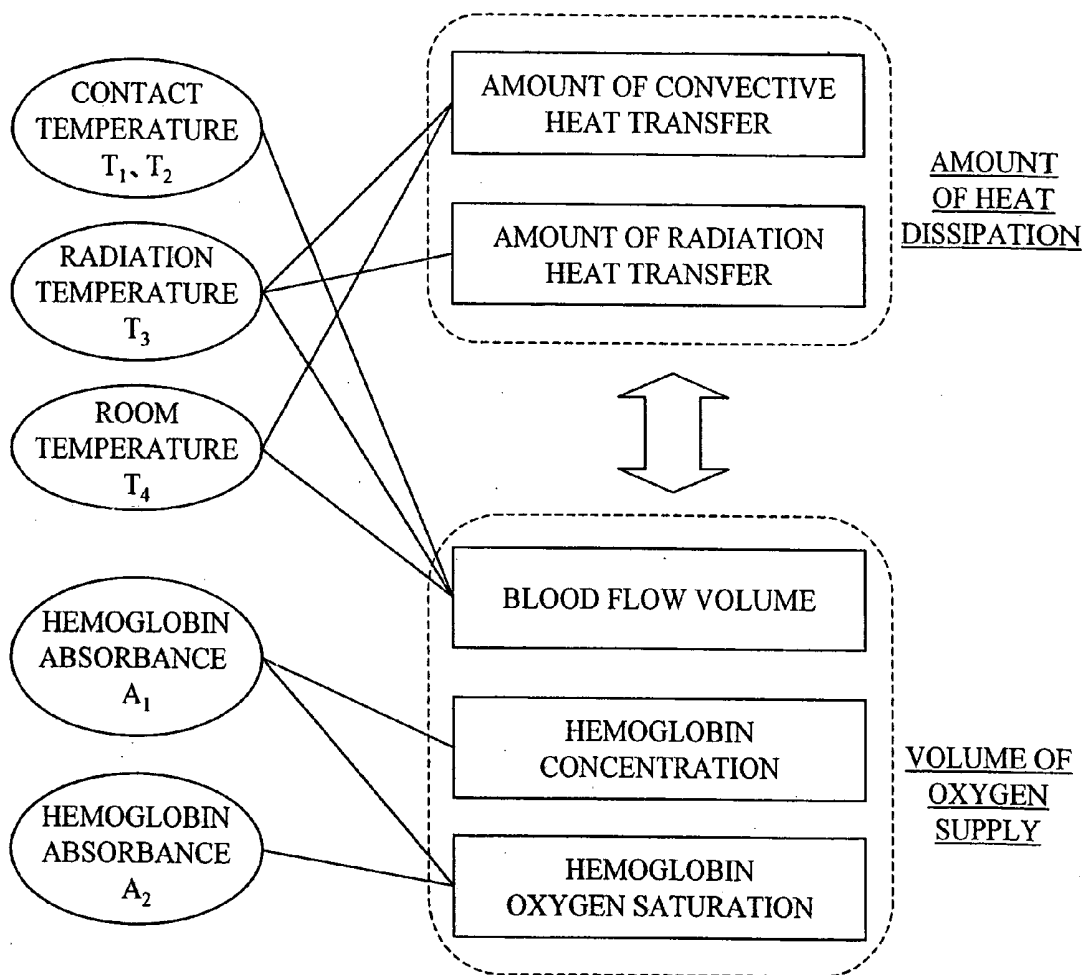 CONTACT
TEMPERATURE
T₁、T₂
RADIATION
TEMPERATURE
T₃
ROOM
TEMPERATURE
T₄
HEMOGLOBIN
ABSORBANCE
A₁
HEMOGLOBIN
ABSORBANCE
A₂
AMOUNT OF CONVECTIVE
HEAT TRANSFER
AMOUNT OF RADIATION
HEAT TRANSFER
AMOUNT
OF HEAT
DISSIPATION
BLOOD FLOW VOLUME
HEMOGLOBIN
CONCENTRATION
HEMOGLOBIN
OXYGEN SATURATION
VOLUME OF
OXYGEN
SUPPLY